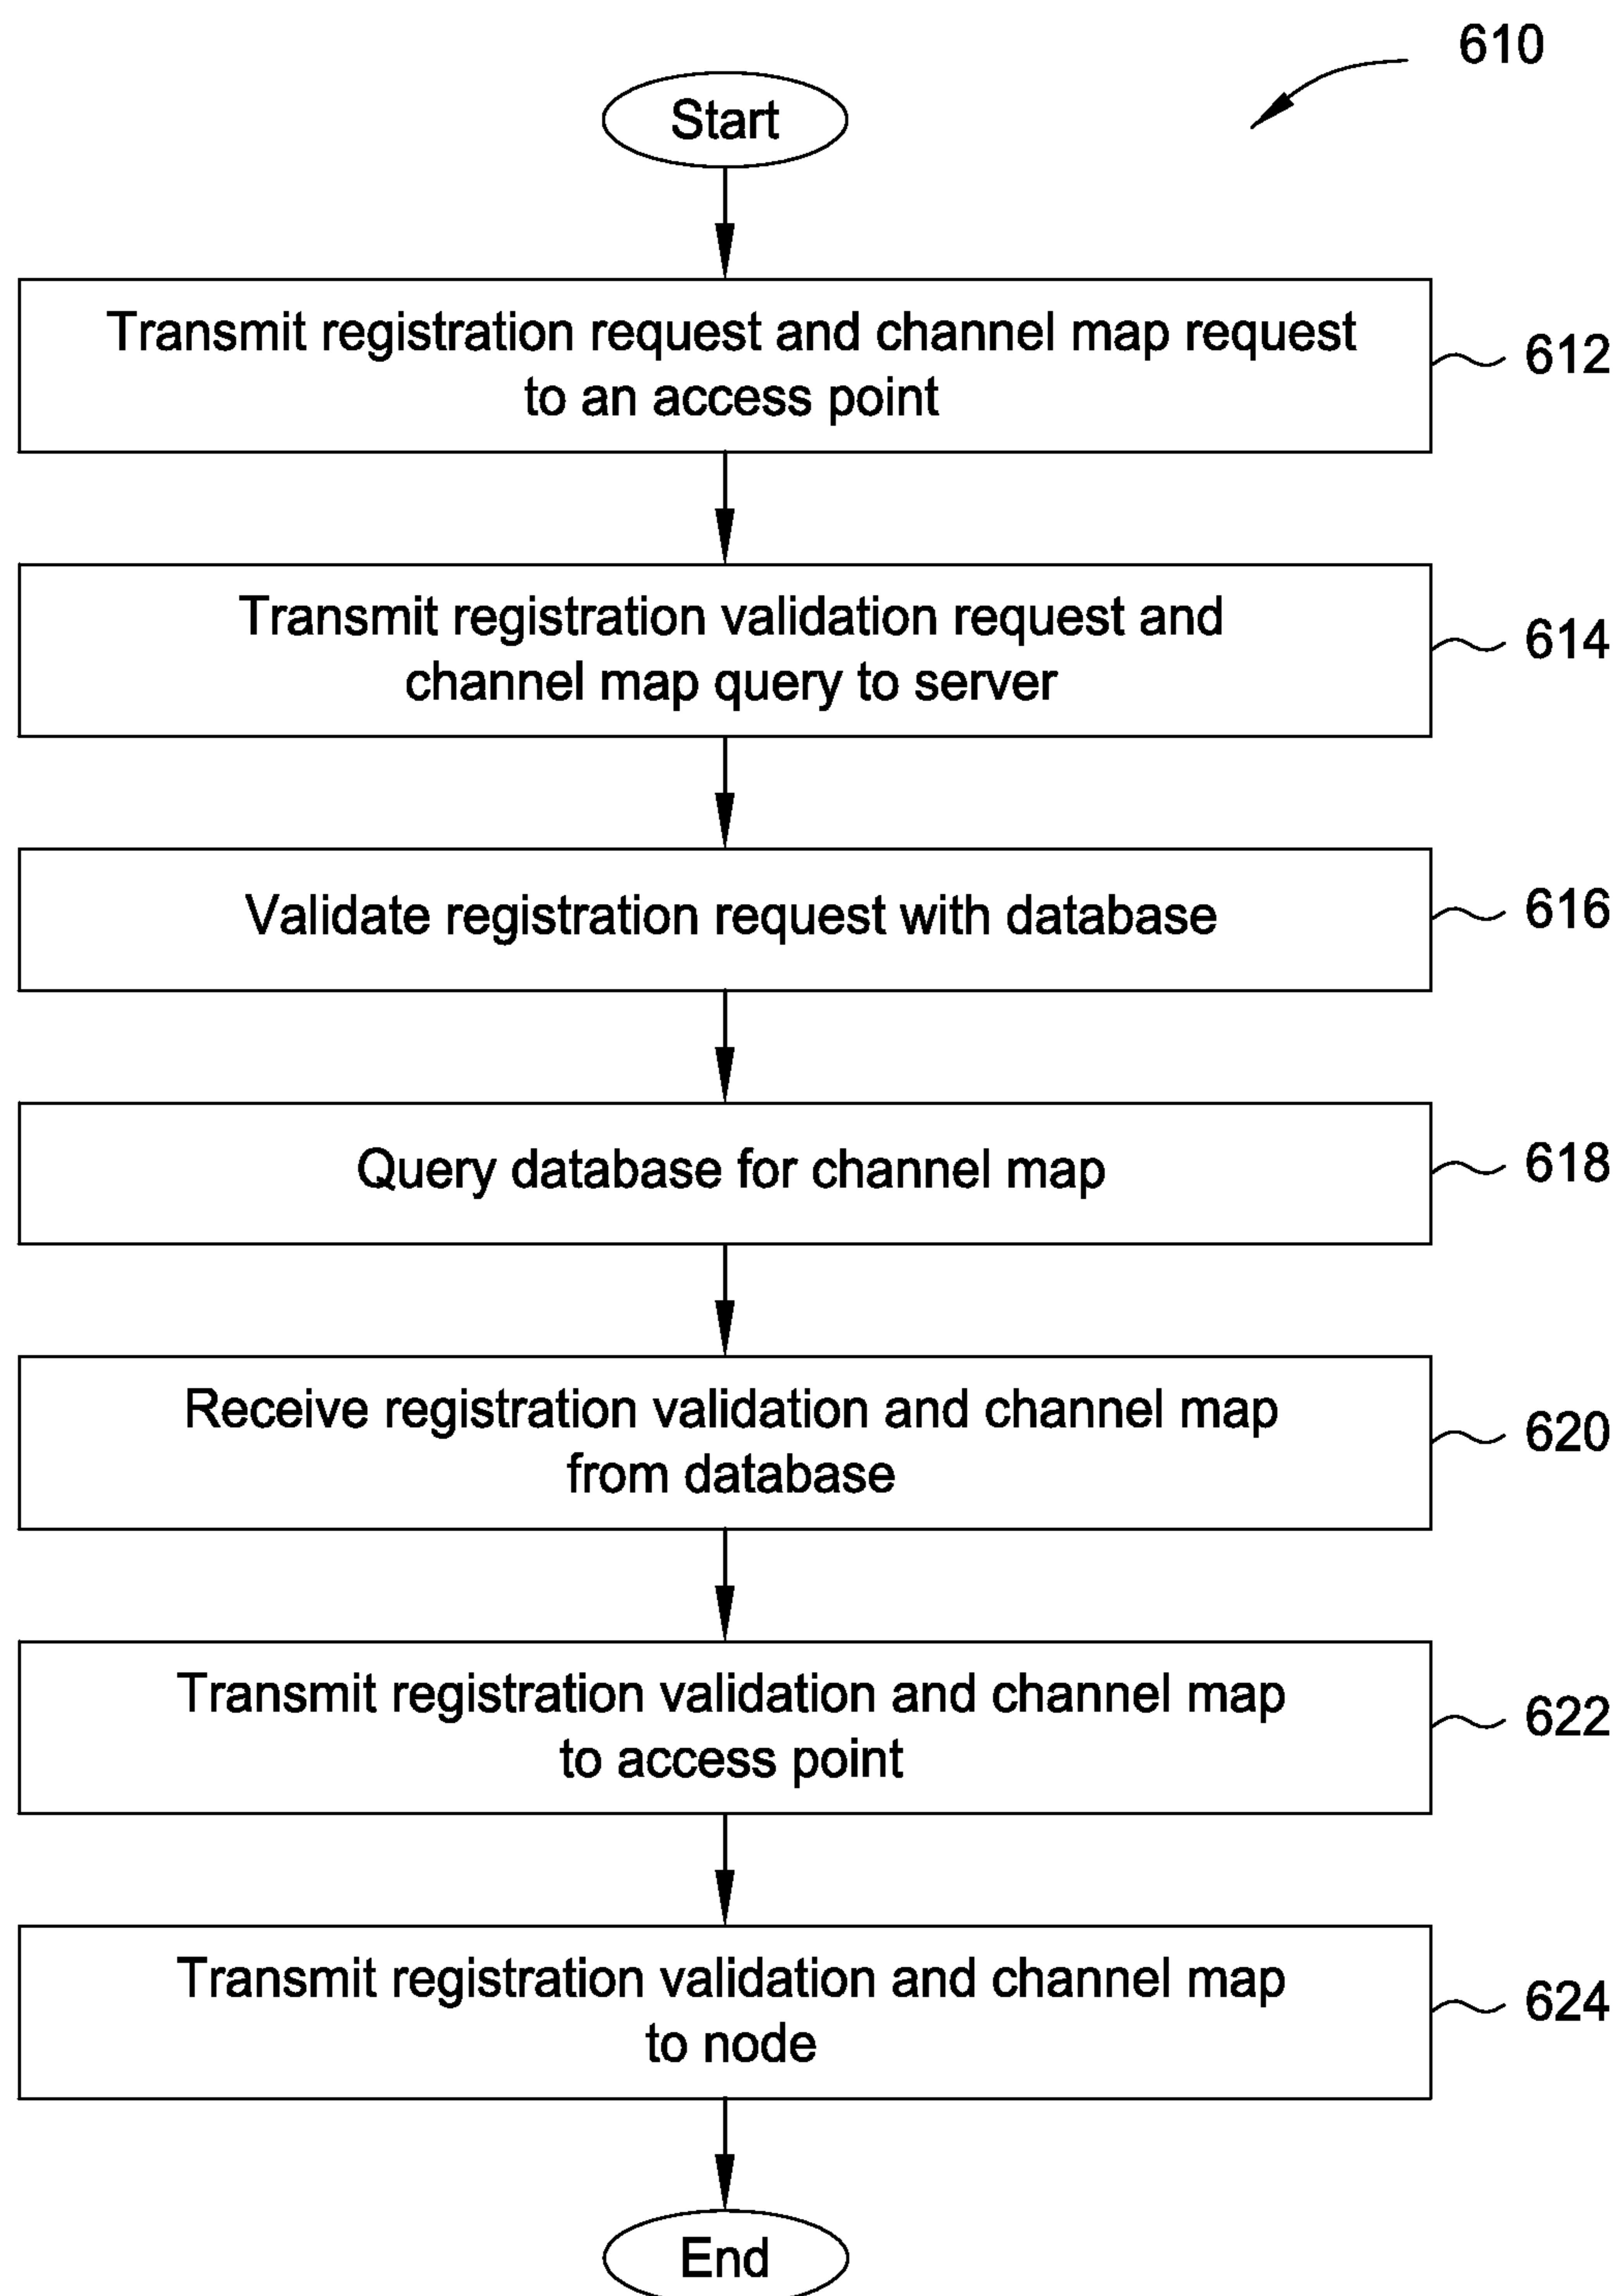 610
Start
Transmit registration request and channel map request
to an access point
612
Transmit registration validation request and
channel map query to server
614
Validate registration request with database
616
Query database for channel map
618
Receive registration validation and channel map
from database
620
Transmit registration validation and channel map
to access point
622
Transmit registration validation and channel map
to node
624
End